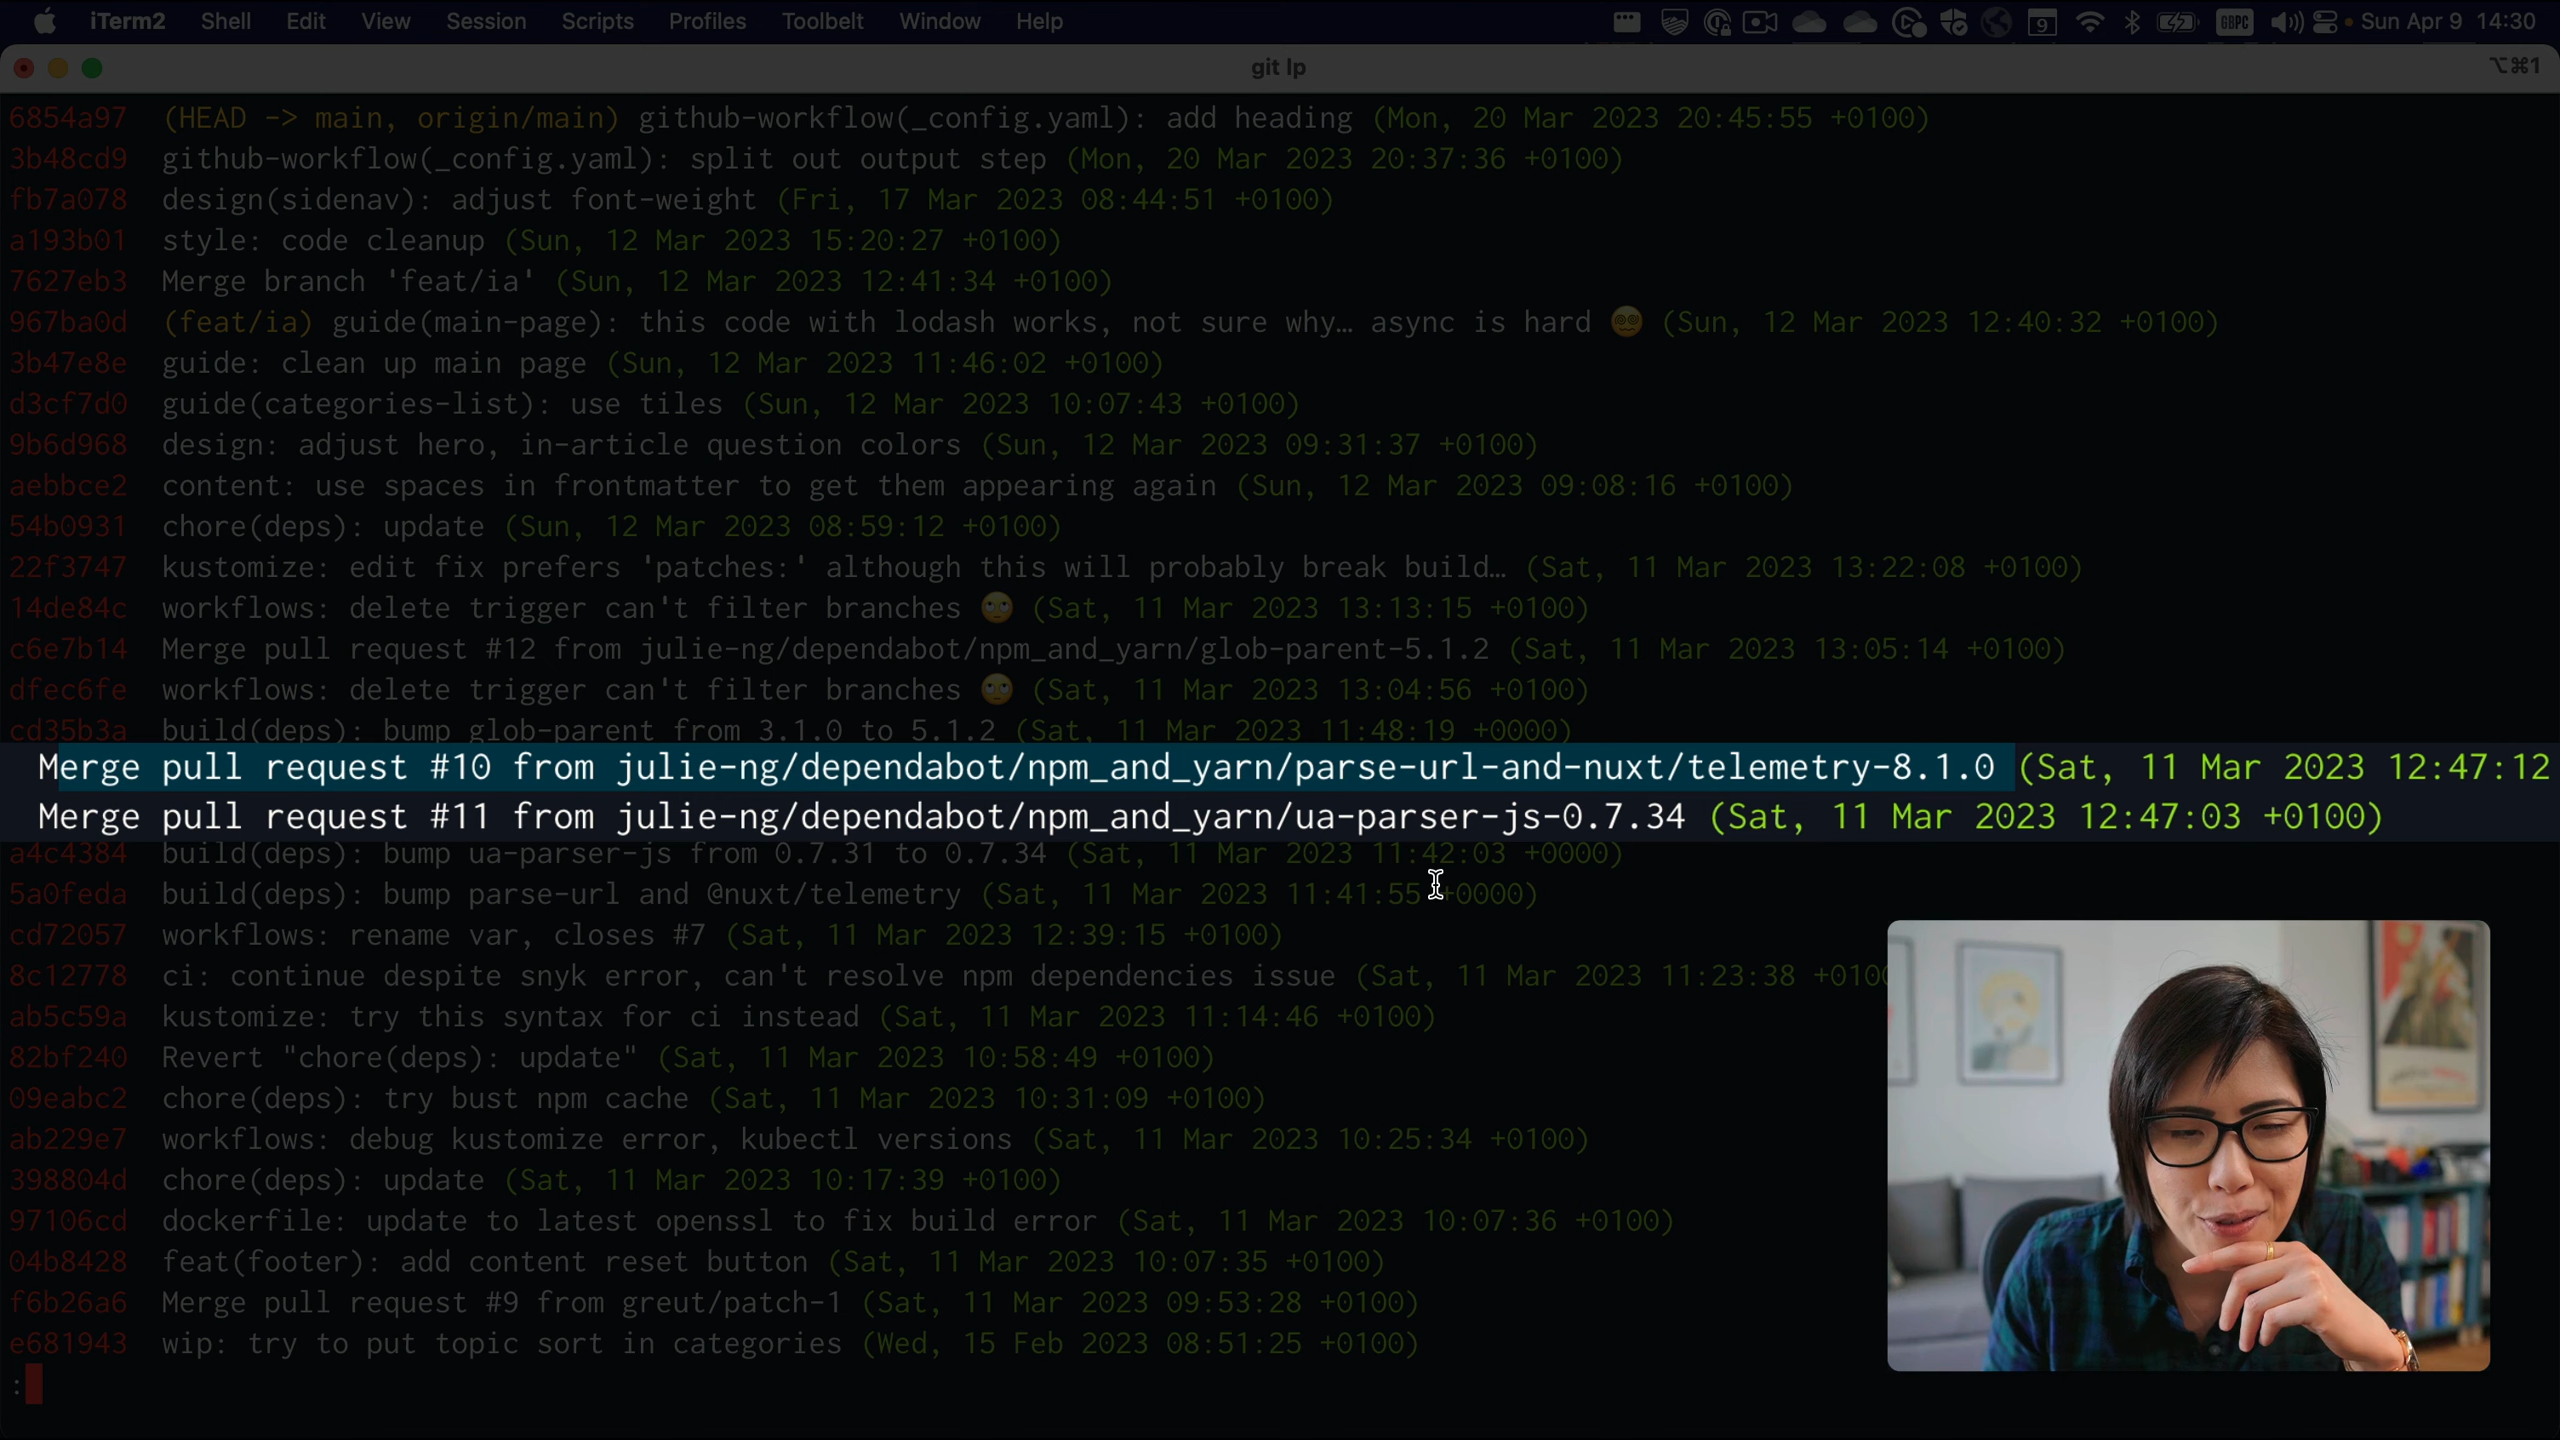 iTerm2 Shell Edit View Session Scripts Profiles Toolbelt Window Help 9 GBPC Sun Apr 9 14:30
git lp ⌥⌘1
6854a97 (HEAD -> main, origin/main) github-workflow(_config.yaml): add heading (Mon, 20 Mar 2023 20:45:55 +0100)
3b48cd9 github-workflow(_config.yaml): split out output step (Mon, 20 Mar 2023 20:37:36 +0100)
fb7a078 design(sidenav): adjust font-weight (Fri, 17 Mar 2023 08:44:51 +0100)
a193b01 style: code cleanup (Sun, 12 Mar 2023 15:20:27 +0100)
7627eb3 Merge branch 'feat/ia' (Sun, 12 Mar 2023 12:41:34 +0100)
967ba0d (feat/ia) guide(main-page): this code with lodash works, not sure why… async is hard 😵‍💫 (Sun, 12 Mar 2023 12:40:32 +0100)
3b47e8e guide: clean up main page (Sun, 12 Mar 2023 11:46:02 +0100)
d3cf7d0 guide(categories-list): use tiles (Sun, 12 Mar 2023 10:07:43 +0100)
9b6d968 design: adjust hero, in-article question colors (Sun, 12 Mar 2023 09:31:37 +0100)
aebbce2 content: use spaces in frontmatter to get them appearing again (Sun, 12 Mar 2023 09:08:16 +0100)
54b0931 chore(deps): update (Sun, 12 Mar 2023 08:59:12 +0100)
22f3747 kustomize: edit fix prefers 'patches:' although this will probably break build… (Sat, 11 Mar 2023 13:22:08 +0100)
14de84c workflows: delete trigger can't filter branches 🙄 (Sat, 11 Mar 2023 13:13:15 +0100)
c6e7b14 Merge pull request #12 from julie-ng/dependabot/npm_and_yarn/glob-parent-5.1.2 (Sat, 11 Mar 2023 13:05:14 +0100)
dfec6fe workflows: delete trigger can't filter branches 🙄 (Sat, 11 Mar 2023 13:04:56 +0100)
cd35b3a build(deps): bump glob-parent from 3.1.0 to 5.1.2 (Sat, 11 Mar 2023 11:48:19 +0000)
Merge pull request #10 from julie-ng/dependabot/npm_and_yarn/parse-url-and-nuxt/telemetry-8.1.0 (Sat, 11 Mar 2023 12:47:12
Merge pull request #11 from julie-ng/dependabot/npm_and_yarn/ua-parser-js-0.7.34 (Sat, 11 Mar 2023 12:47:03 +0100)
a4c4384 build(deps): bump ua-parser-js from 0.7.31 to 0.7.34 (Sat, 11 Mar 2023 11:42:03 +0000)
5a0feda build(deps): bump parse-url and @nuxt/telemetry (Sat, 11 Mar 2023 11:41:55 +0000)
cd72057 workflows: rename var, closes #7 (Sat, 11 Mar 2023 12:39:15 +0100)
8c12778 ci: continue despite snyk error, can't resolve npm dependencies issue (Sat, 11 Mar 2023 11:23:38 +010
ab5c59a kustomize: try this syntax for ci instead (Sat, 11 Mar 2023 11:14:46 +0100)
82bf240 Revert "chore(deps): update" (Sat, 11 Mar 2023 10:58:49 +0100)
09eabc2 chore(deps): try bust npm cache (Sat, 11 Mar 2023 10:31:09 +0100)
ab229e7 workflows: debug kustomize error, kubectl versions (Sat, 11 Mar 2023 10:25:34 +0100)
398804d chore(deps): update (Sat, 11 Mar 2023 10:17:39 +0100)
97106cd dockerfile: update to latest openssl to fix build error (Sat, 11 Mar 2023 10:07:36 +0100)
04b8428 feat(footer): add content reset button (Sat, 11 Mar 2023 10:07:35 +0100)
f6b26a6 Merge pull request #9 from greut/patch-1 (Sat, 11 Mar 2023 09:53:28 +0100)
e681943 wip: try to put topic sort in categories (Wed, 15 Feb 2023 08:51:25 +0100)
: